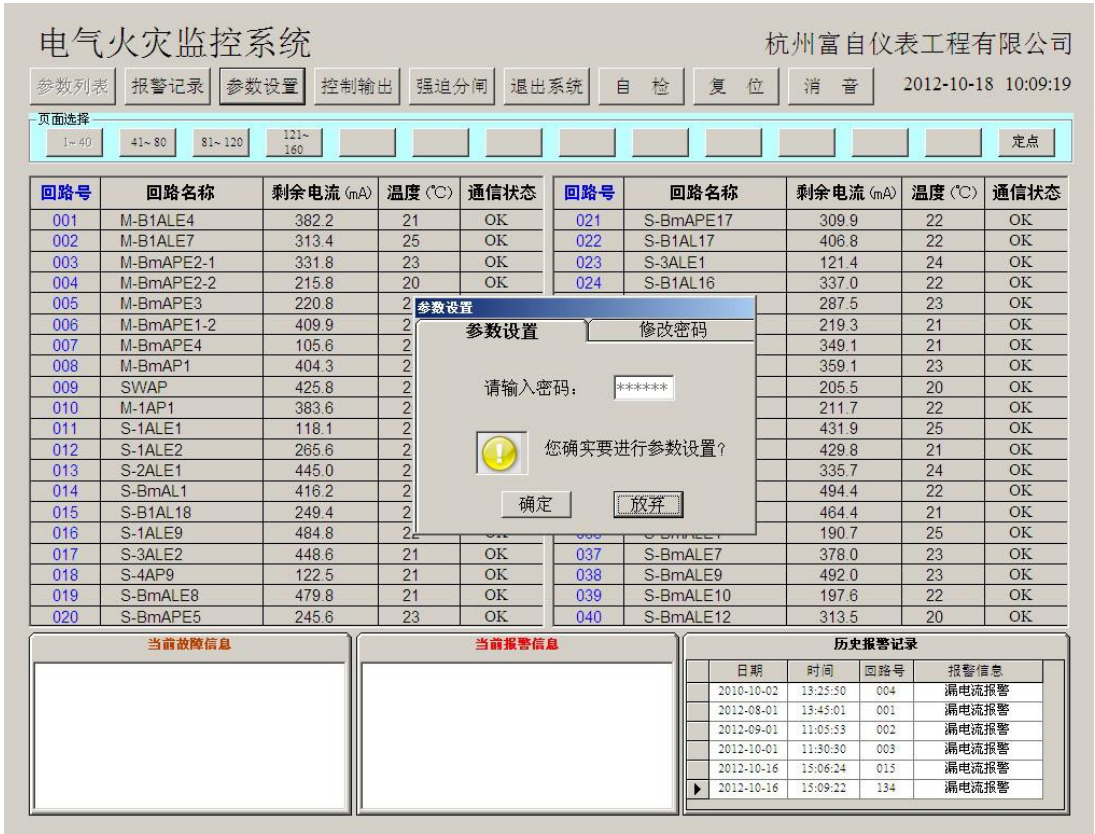 电气火灾监控系统
杭州富自仪表工程有限公司
参数列表 报警记录 参数设置 控制输出 强迫分闸 退出系统 自 检 复 位 消 音 2012-10-18 10:09:19
页面选择
1~40 41~80 81~120 121~160 定点
回路号 回路名称 剩余电流(mA) 温度(℃) 通信状态 回路号 回路名称 剩余电流(mA) 温度(℃) 通信状态
001 M-B1ALE4 382.2 21 OK 021 S-BmAPE17 309.9 22 OK
002 M-B1ALE7 313.4 25 OK 022 S-B1AL17 406.8 22 OK
003 M-BmAPE2-1 331.8 23 OK 023 S-3ALE1 121.4 24 OK
004 M-BmAPE2-2 215.8 20 OK 024 S-B1AL16 337.0 22 OK
005 M-BmAPE3 220.8 2 287.5 23 OK
006 M-BmAPE1-2 409.9 2 219.3 21 OK
007 M-BmAPE4 105.6 2 349.1 21 OK
008 M-BmAP1 404.3 2 359.1 23 OK
009 SWAP 425.8 2 205.5 20 OK
010 M-1AP1 383.6 2 211.7 22 OK
011 S-1ALE1 118.1 2 431.9 25 OK
012 S-1ALE2 265.6 2 429.8 21 OK
013 S-2ALE1 445.0 2 335.7 24 OK
014 S-BmAL1 416.2 2 494.4 22 OK
015 S-B1AL18 249.4 2 464.4 21 OK
016 S-1ALE9 484.8 190.7 25 OK
017 S-3ALE2 448.6 21 OK 037 S-BmALE7 378.0 23 OK
018 S-4AP9 122.5 21 OK 038 S-BmALE9 492.0 23 OK
019 S-BmALE8 479.8 21 OK 039 S-BmALE10 197.6 22 OK
020 S-BmAPE5 245.6 23 OK 040 S-BmALE12 313.5 20 OK
参数设置
参数设置 修改密码
请输入密码: ******
您确实要进行参数设置?
确定 放弃
当前故障信息
当前报警信息
历史报警记录
日期 时间 回路号 报警信息
2010-10-02 13:25:50 004 漏电流报警
2012-08-01 13:45:01 001 漏电流报警
2012-09-01 11:05:53 002 漏电流报警
2012-10-01 11:30:30 003 漏电流报警
2012-10-16 15:06:24 015 漏电流报警
2012-10-16 15:09:22 134 漏电流报警